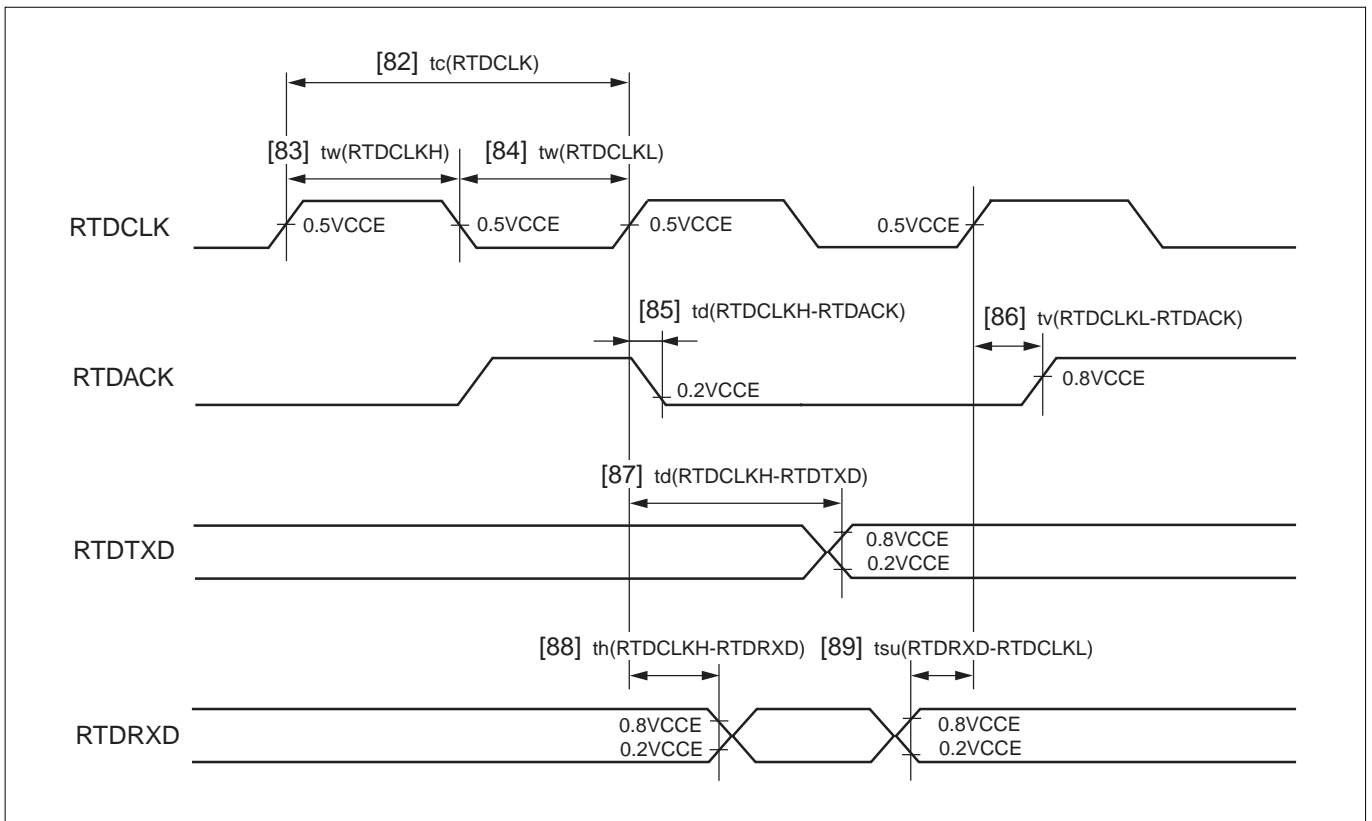 [82] tc(RTDCLK)
[83] tw(RTDCLKH) [84] tw(RTDCLKL)
RTDCLK 0.5VCCE 0.5VCCE 0.5VCCE 0.5VCCE
[85] td(RTDCLKH-RTDACK) [86] tv(RTDCLKL-RTDACK)
RTDACK 0.2VCCE 0.8VCCE
[87] td(RTDCLKH-RTDTXD)
RTDTXD 0.8VCCE
0.2VCCE
[88] th(RTDCLKH-RTDRXD) [89] tsu(RTDRXD-RTDCLKL)
RTDRXD 0.8VCCE 0.8VCCE
0.2VCCE 0.2VCCE